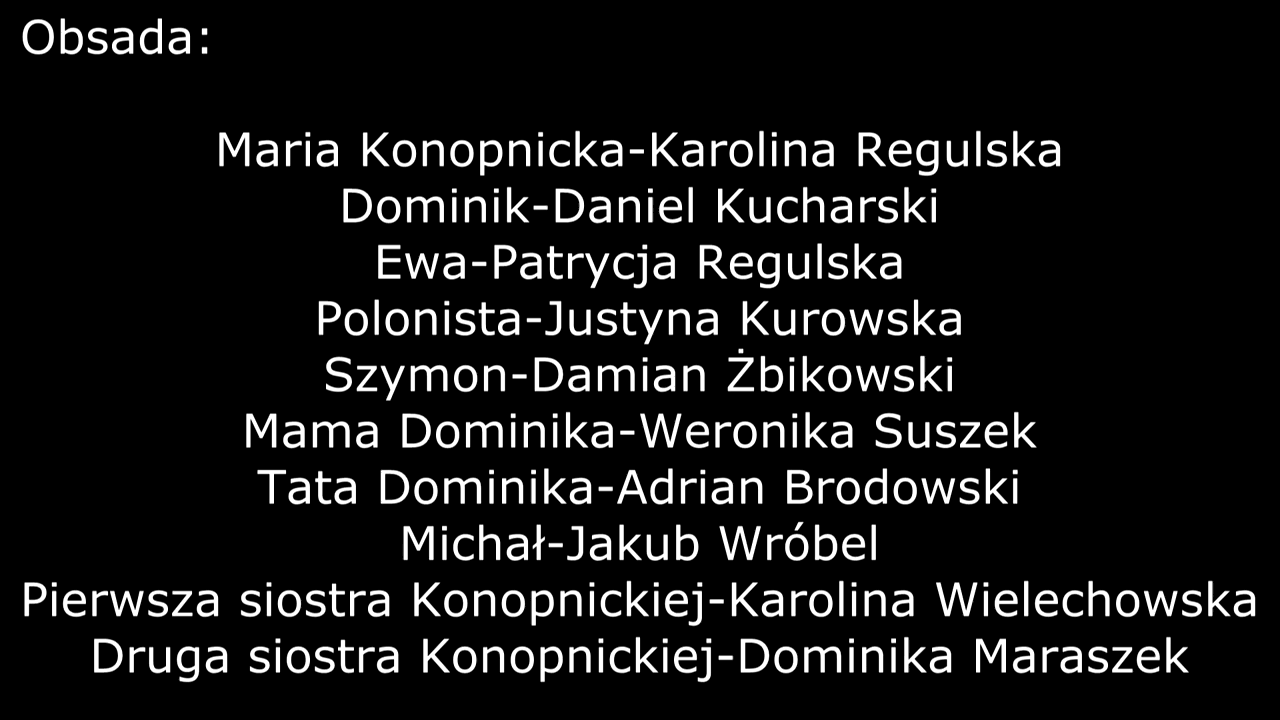 Obsada:
Maria Konopnicka-Karolina Regulska
Dominik-Daniel Kucharski
Ewa-Patrycja Regulska
Polonista-Justyna Kurowska
Szymon-Damian Żbikowski
Mama Dominika-Weronika Suszek
Tata Dominika-Adrian Brodowski
Michał-Jakub Wróbel
Pierwsza siostra Konopnickiej-Karolina Wielechowska
Druga siostra Konopnickiej-Dominika Maraszek